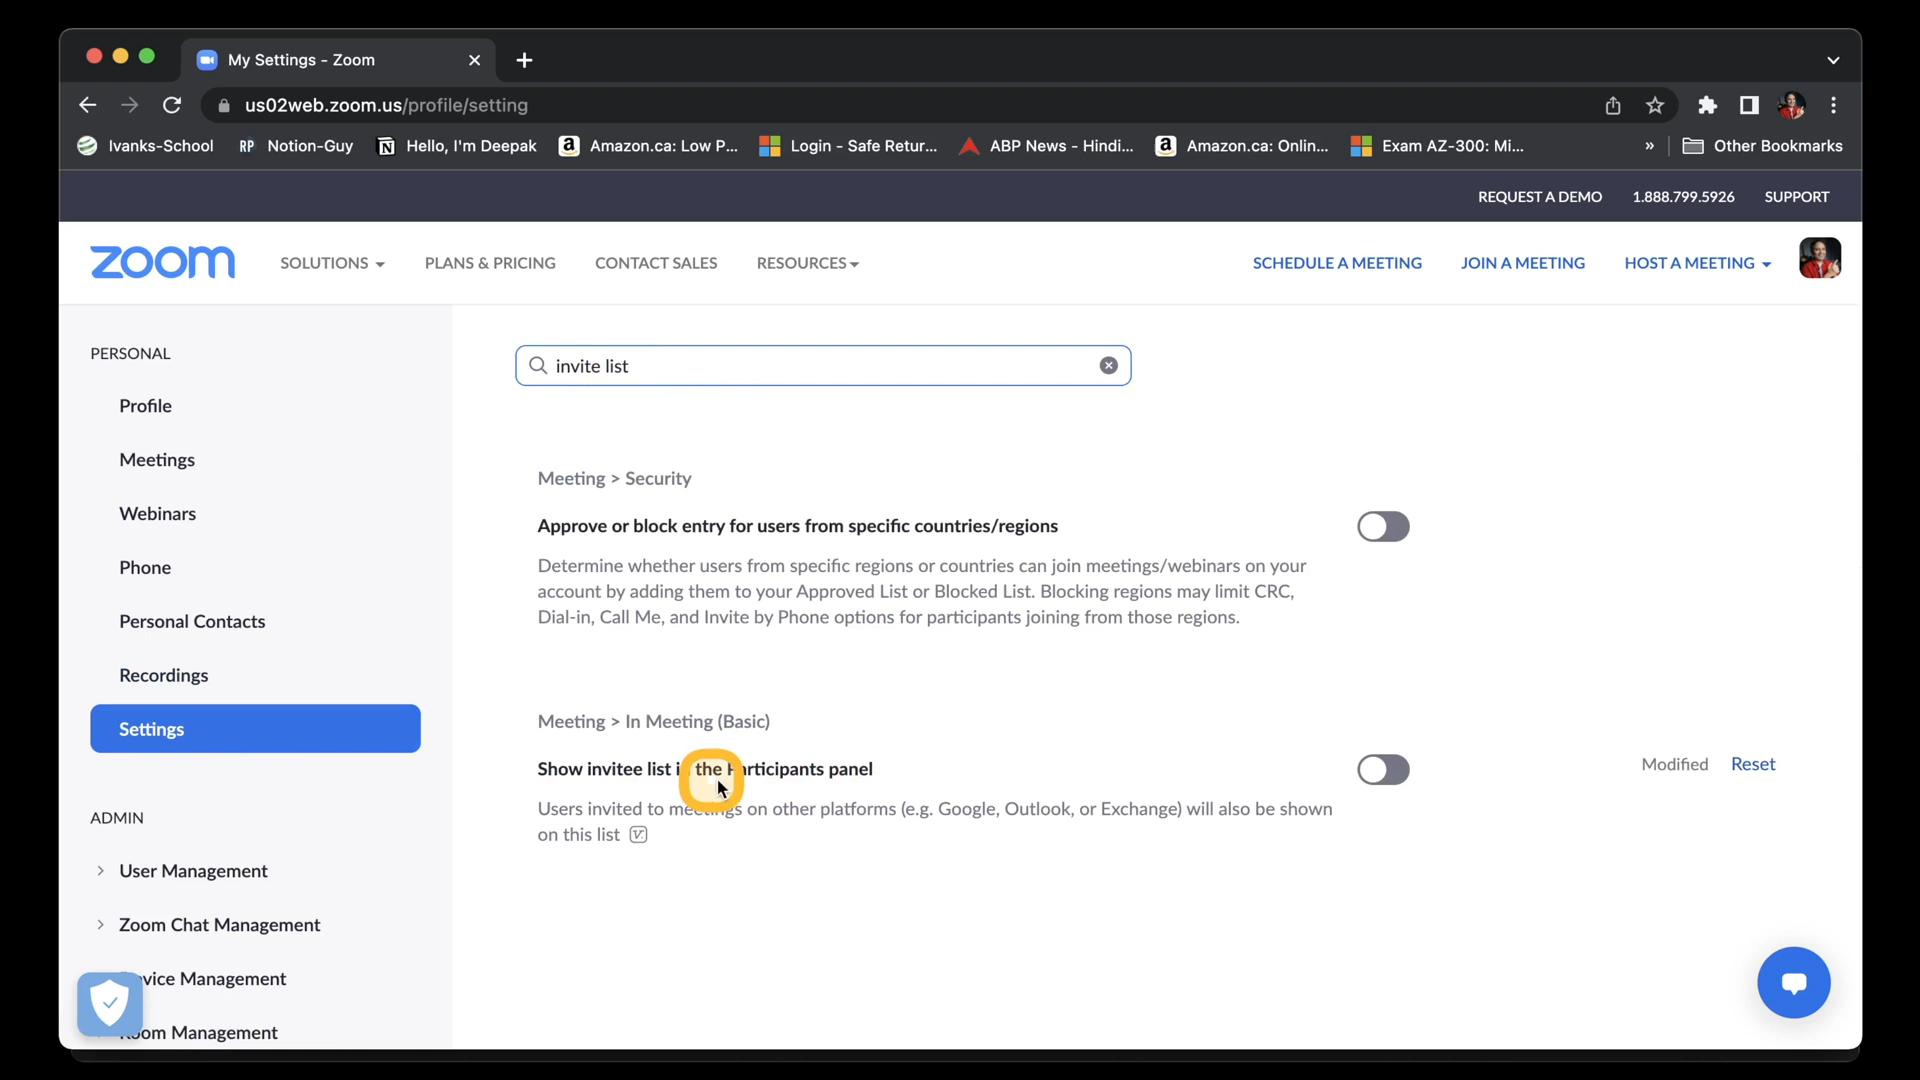 My Settings - Zoom
us02web.zoom.us/profile/setting
Ivanks-School
RP Notion-Guy
Hello, I'm Deepak
Amazon.ca: Low P...
Login - Safe Retur...
ABP News - Hindi...
Amazon.ca: Onlin...
Exam AZ-300: Mi...
»
Other Bookmarks
REQUEST A DEMO 1.888.799.5926 SUPPORT
zoom SOLUTIONS PLANS & PRICING CONTACT SALES RESOURCES SCHEDULE A MEETING JOIN A MEETING HOST A MEETING
PERSONAL
Profile
Meetings
Webinars
Phone
Personal Contacts
Recordings
Settings
ADMIN
User Management
Zoom Chat Management
vice Management
oom Management
invite list
Meeting > Security
Approve or block entry for users from specific countries/regions
Determine whether users from specific regions or countries can join meetings/webinars on your
account by adding them to your Approved List or Blocked List. Blocking regions may limit CRC,
Dial-in, Call Me, and Invite by Phone options for participants joining from those regions.
Meeting > In Meeting (Basic)
Show invitee list in the Participants panel
Modified Reset
Users invited to meetings on other platforms (e.g. Google, Outlook, or Exchange) will also be shown
on this list